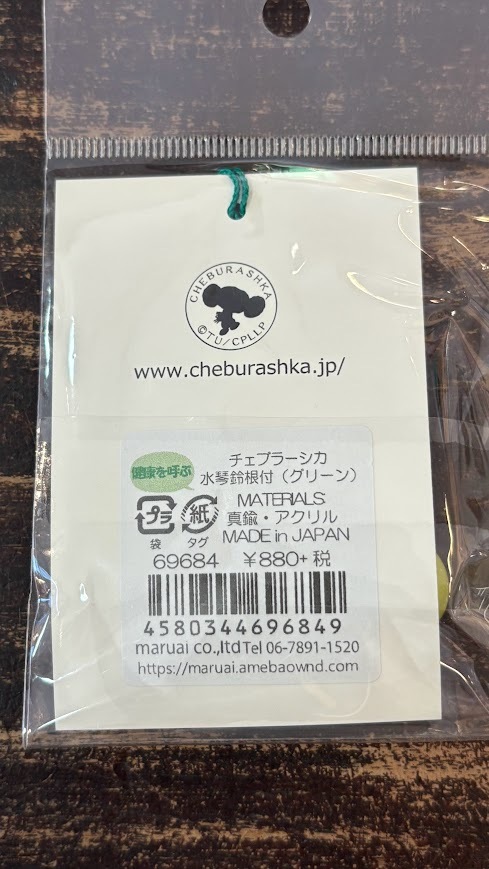 CHEBURASHKA
©TU/CPLLP
www.cheburashka.jp/
健康を呼ぶ
チェブラーシカ
水琴鈴根付（グリーン）
プラ 紙 MATERIALS
袋 タグ 真鍮・アクリル
MADE in JAPAN
69684 ¥880+税
4580344696849
maruai co.,ltd Tel 06-7891-1520
https://maruai.amebaownd.com